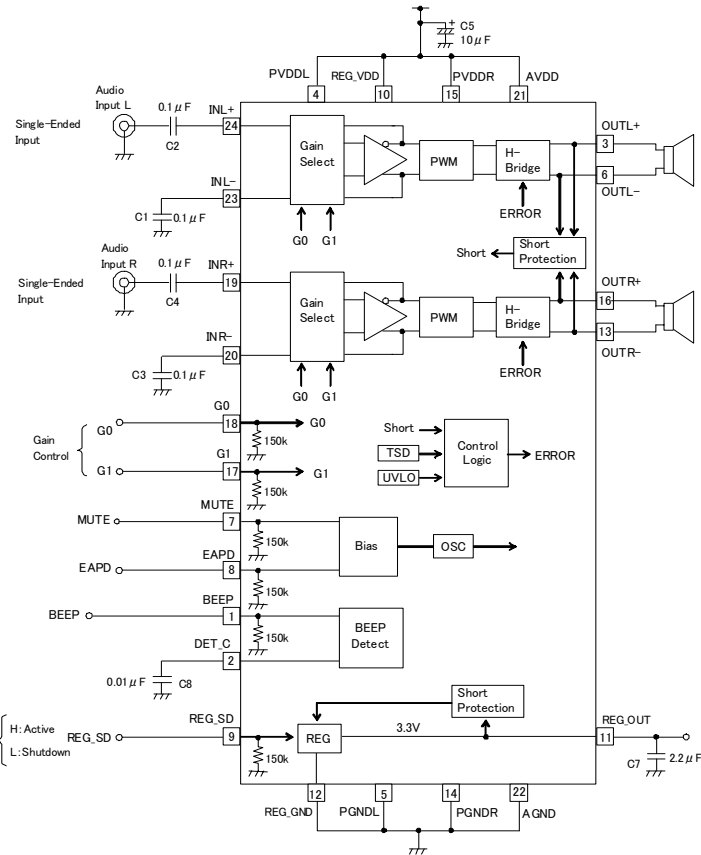 C5
10μF
PVDDL
REG_VDD
PVDDR
AVDD
4
10
15
21
Audio
Input L
Single-Ended
Input
0.1μF
C2
INL+
24
Gain
Select
PWM
H-
Bridge
OUTL+
3
6
OUTL-
INL-
23
C1
0.1μF
G0
G1
ERROR
Short
Short
Protection
Audio
Input R
Single-Ended
Input
0.1μF
C4
INR+
19
Gain
Select
PWM
H-
Bridge
OUTR+
16
13
OUTR-
INR-
20
C3
0.1μF
G0
G1
ERROR
Gain
Control
G0
G0
18
G0
150k
G1
G1
17
G1
150k
Short
TSD
UVLO
Control
Logic
ERROR
MUTE
MUTE
7
150k
Bias
OSC
EAPD
EAPD
8
150k
BEEP
BEEP
1
150k
BEEP
Detect
DET_C
2
0.01μF
C8
Short
Protection
H: Active
L: Shutdown
REG_SD
REG_SD
9
150k
REG
3.3V
REG_OUT
11
C7
2.2μF
12
5
14
22
REG_GND
PGNDL
PGNDR
AGND